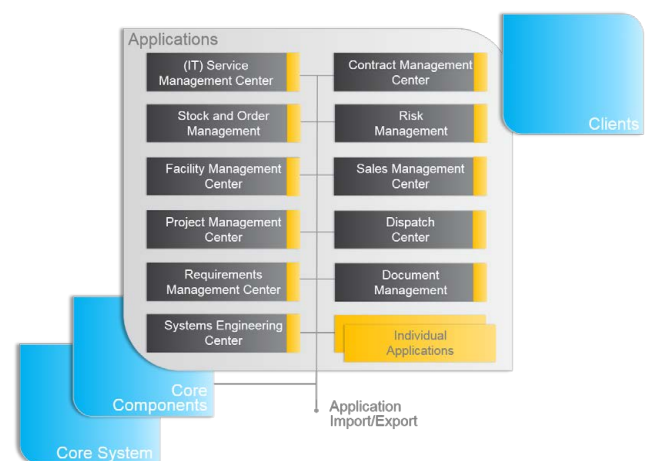 Applications
(IT) Service
Management Center
Contract Management
Center
Stock and Order
Management
Risk
Management
Facility Management
Center
Sales Management
Center
Project Management
Center
Dispatch
Center
Requirements
Management Center
Document
Management
Systems Engineering
Center
Individual
Applications
Clients
Core
Components
Application
Import/Export
Core System